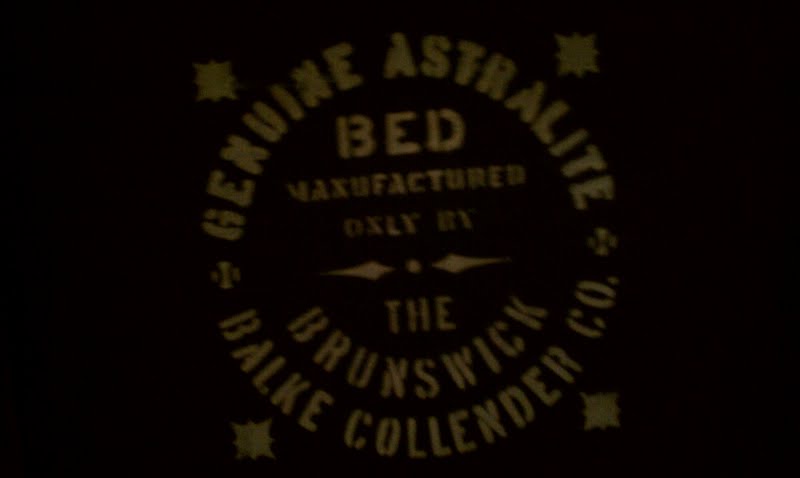 GENUINE ASTRALITE
BED
MANUFACTURED
ONLY BY
THE
BRUNSWICK
BALKE COLLENDER CO.